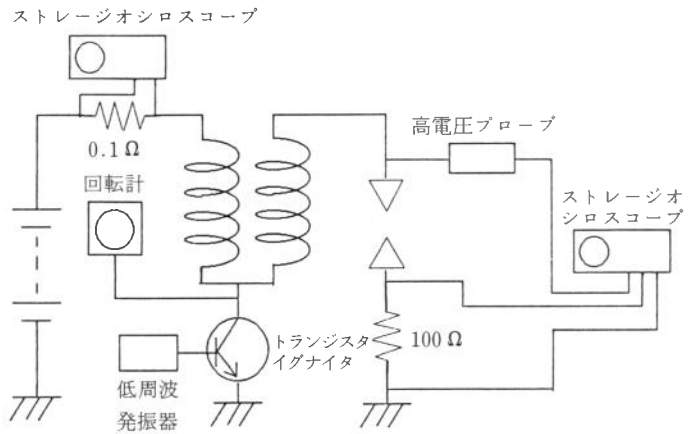 ストレージオシロスコープ
0.1 Ω
回転計
高電圧プローブ
ストレージオ
シロスコープ
トランジスタ
イグナイタ
100 Ω
低周波
発振器